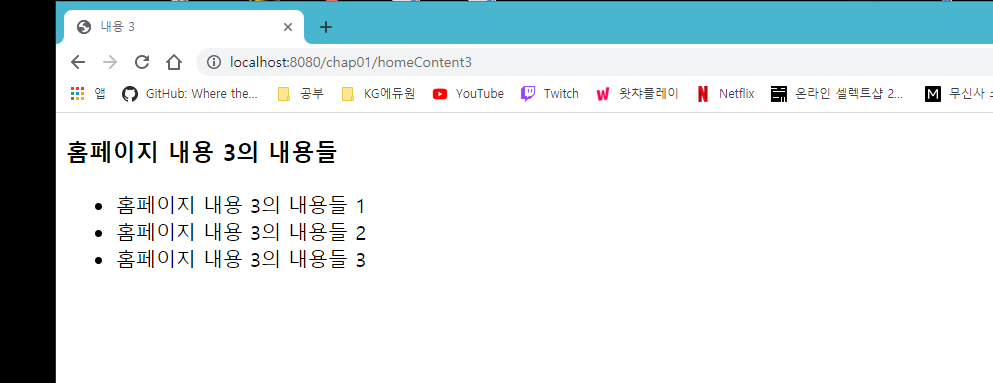 내용 3
localhost:8080/chap01/homeContent3
앱 GitHub: Where the... 공부 KG에듀원 YouTube Twitch 왓챠플레이 Netflix 온라인 셀렉트샵 2... 무신사
홈페이지 내용 3의 내용들
• 홈페이지 내용 3의 내용들 1
• 홈페이지 내용 3의 내용들 2
• 홈페이지 내용 3의 내용들 3